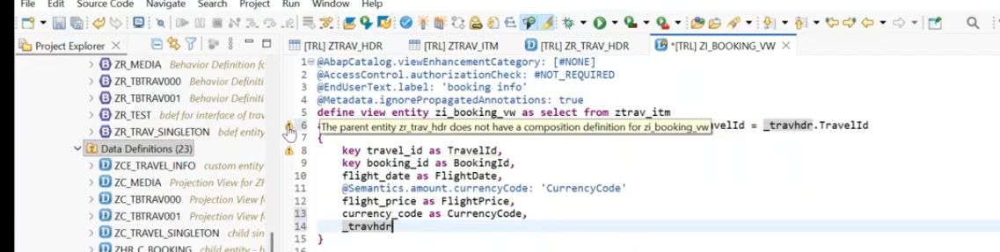 File Edit Source Code Navigate Search Project Run Window Help
Project Explorer
[TRL] ZTRAV_HDR
[TRL] ZTRAV_ITM
[TRL] ZR_TRAV_HDR
*[TRL] ZI_BOOKING_VW
ZR_MEDIA Behavior Definition fo
ZR_TBTRAV000 Behavior Definiti
ZR_TBTRAV001 Behavior Definiti
ZR_TEST bdef for interface of trav
ZR_TRAV_SINGLETON bdef entity
Data Definitions (23)
ZCE_TRAVEL_INFO custom entity
ZC_MEDIA Projection View for ZR
ZC_TBTRAV000 Projection View f
ZC_TBTRAV001 Projection View f
ZC_TRAVEL_SINGLETON child sin
ZHR_C_BOOKING child entity - b
1 @AbapCatalog.viewEnhancementCategory: [#NONE]
2 @AccessControl.authorizationCheck: #NOT_REQUIRED
3 @EndUserText.label: 'booking info'
4 @Metadata.ignorePropagatedAnnotations: true
5 define view entity zi_booking_vw as select from ztrav_itm
6 The parent entity zr_trav_hdr does not have a composition definition for zi_booking_vw velId = _travhdr.TravelId
7 {
8 key travel_id as TravelId,
9 key booking_id as BookingId,
10 flight_date as FlightDate,
11 @Semantics.amount.currencyCode: 'CurrencyCode'
12 flight_price as FlightPrice,
13 currency_code as CurrencyCode,
14 _travhdr
15 }